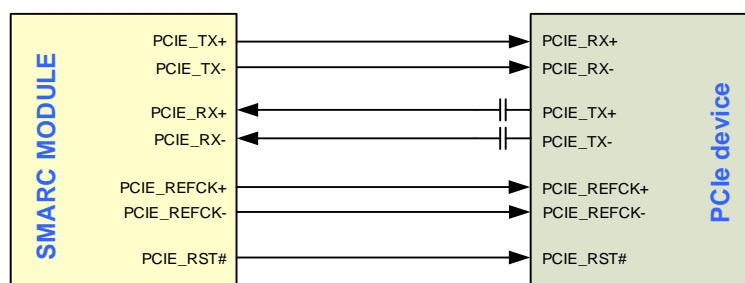 SMARC MODULE
PCIE_TX+
PCIE_TX-
PCIE_RX+
PCIE_RX-
PCIE_REFCK+
PCIE_REFCK-
PCIE_RST#
PCIE_RX+
PCIE_RX-
PCIE_TX+
PCIE_TX-
PCIE_REFCK+
PCIE_REFCK-
PCIE_RST#
PCIe device